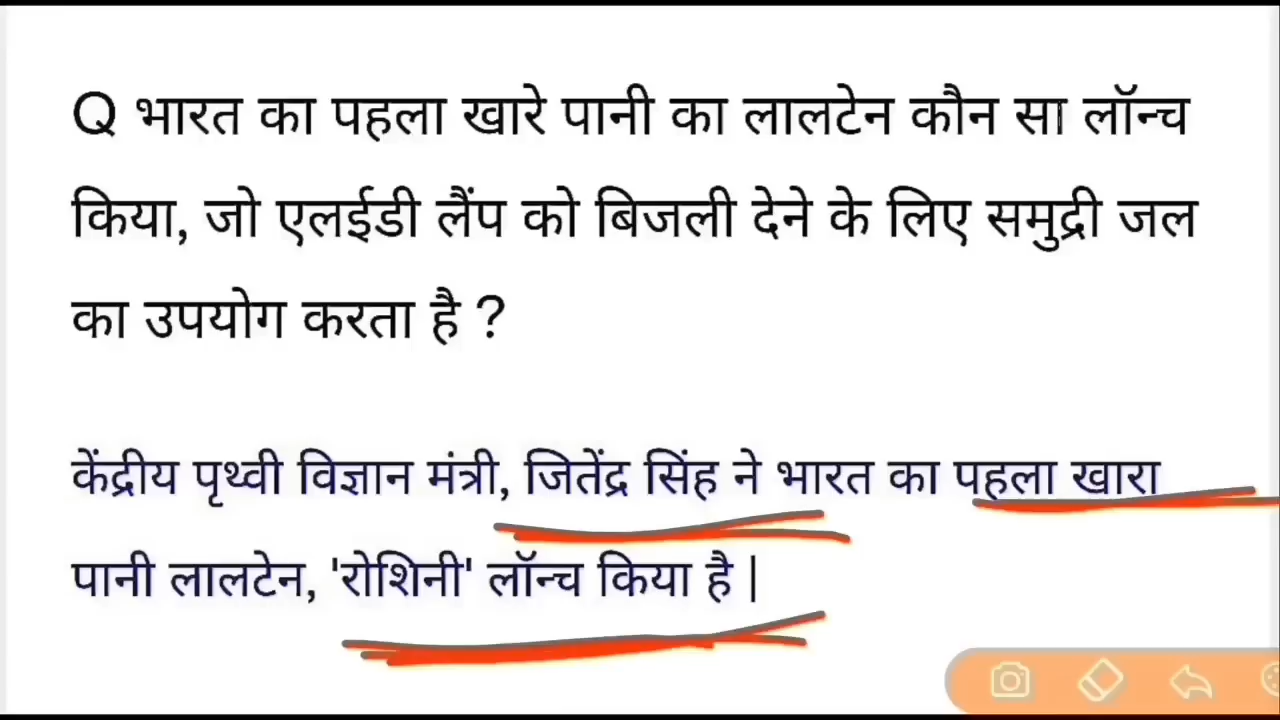 Q भारत का पहला खारे पानी का लालटेन कौन सा लॉन्च
किया, जो एलईडी लैंप को बिजली देने के लिए समुद्री जल
का उपयोग करता है ?
केंद्रीय पृथ्वी विज्ञान मंत्री, जितेंद्र सिंह ने भारत का पहला खारा
पानी लालटेन, 'रोशिनी' लॉन्च किया है |